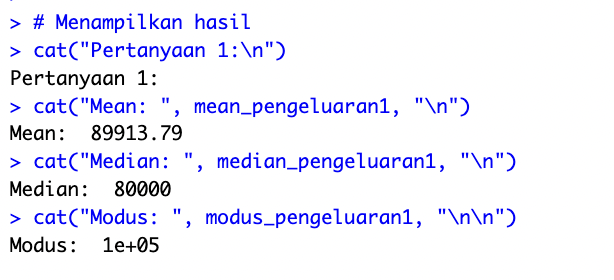 > # Menampilkan hasil
> cat("Pertanyaan 1:\n")
Pertanyaan 1:
> cat("Mean: ", mean_pengeluaran1, "\n")
Mean:  89913.79
> cat("Median: ", median_pengeluaran1, "\n")
Median:  80000
> cat("Modus: ", modus_pengeluaran1, "\n\n")
Modus:  1e+05